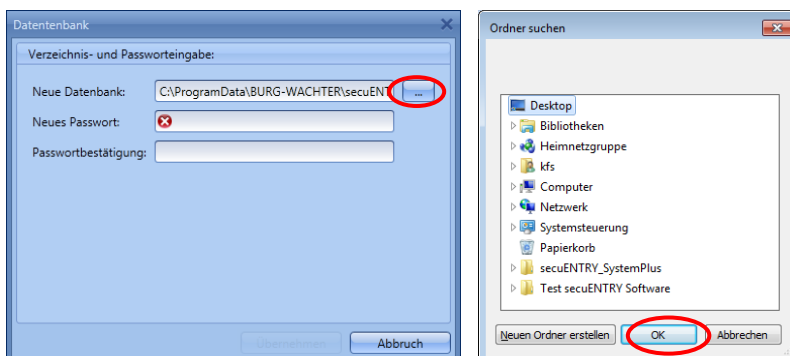 Datentenbank
Verzeichnis- und Passworteingabe:
Neue Datenbank: C:\ProgramData\BURG-WACHTER\secuENT ...
Neues Passwort:
Passwortbestätigung:
Übernehmen Abbruch
Ordner suchen
Desktop
Bibliotheken
Heimnetzgruppe
kfs
Computer
Netzwerk
Systemsteuerung
Papierkorb
secuENTRY_SystemPlus
Test secuENTRY Software
Neuen Ordner erstellen OK Abbrechen